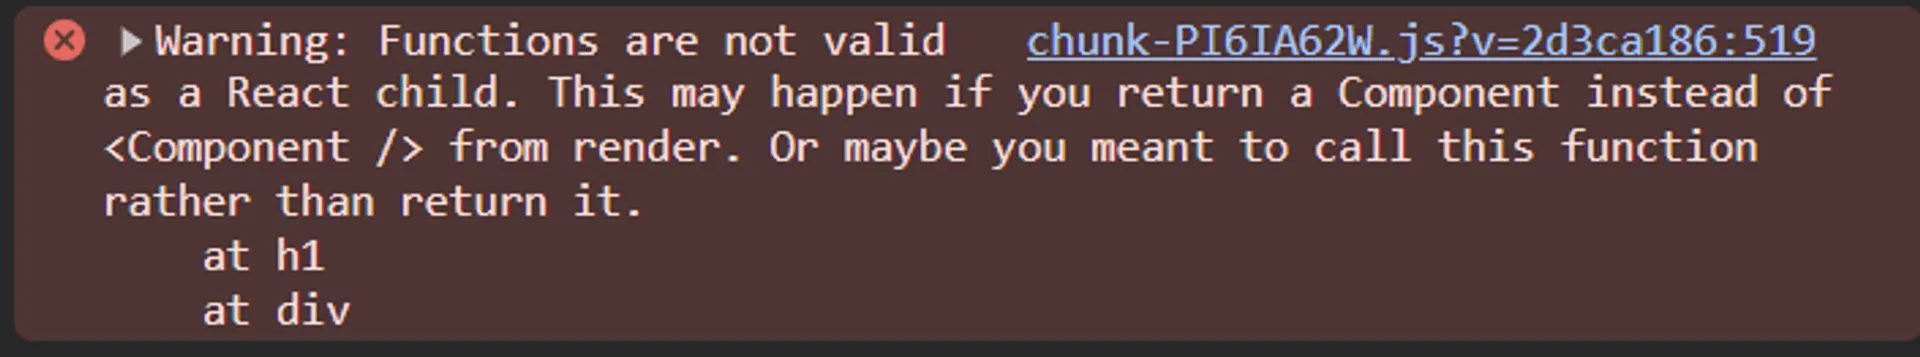 Warning: Functions are not valid chunk-PI6IA62W.js?v=2d3ca186:519
as a React child. This may happen if you return a Component instead of
<Component /> from render. Or maybe you meant to call this function
rather than return it.
at h1
at div